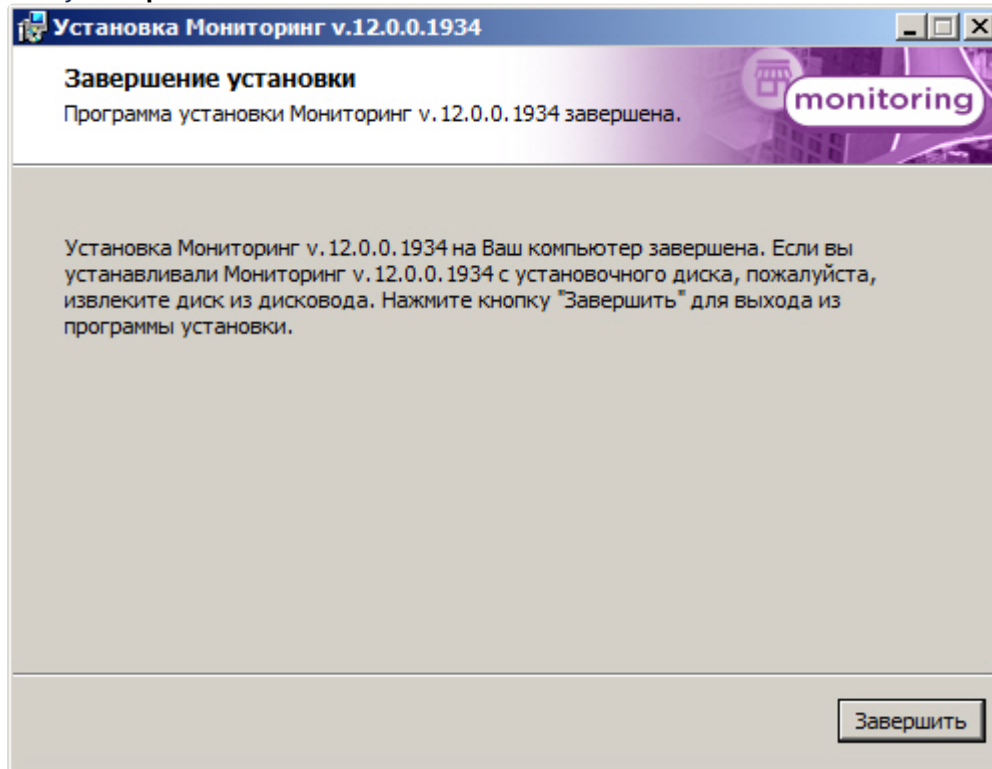 Установка Мониторинг v.12.0.0.1934
Завершение установки
Программа установки Мониторинг v.12.0.0.1934 завершена.
monitoring
Установка Мониторинг v.12.0.0.1934 на Ваш компьютер завершена. Если вы
устанавливали Мониторинг v.12.0.0.1934 с установочного диска, пожалуйста,
извлеките диск из дисковода. Нажмите кнопку "Завершить" для выхода из
программы установки.
Завершить